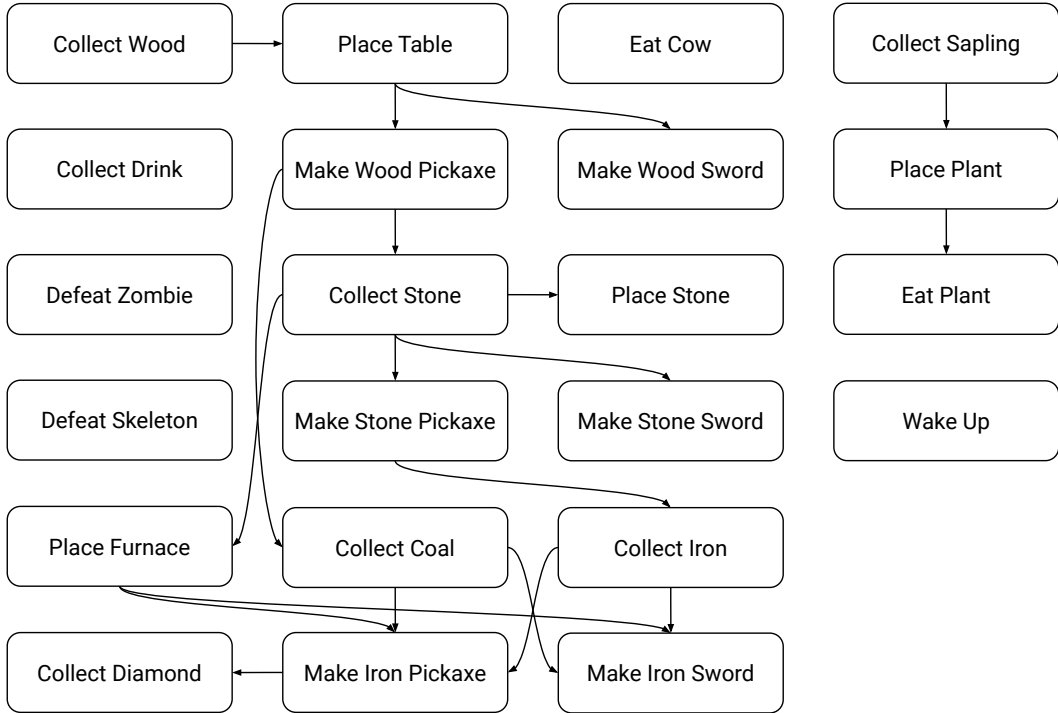 Collect Wood
Place Table
Eat Cow
Collect Sapling
Collect Drink
Make Wood Pickaxe
Make Wood Sword
Place Plant
Defeat Zombie
Collect Stone
Place Stone
Eat Plant
Defeat Skeleton
Make Stone Pickaxe
Make Stone Sword
Wake Up
Place Furnace
Collect Coal
Collect Iron
Collect Diamond
Make Iron Pickaxe
Make Iron Sword